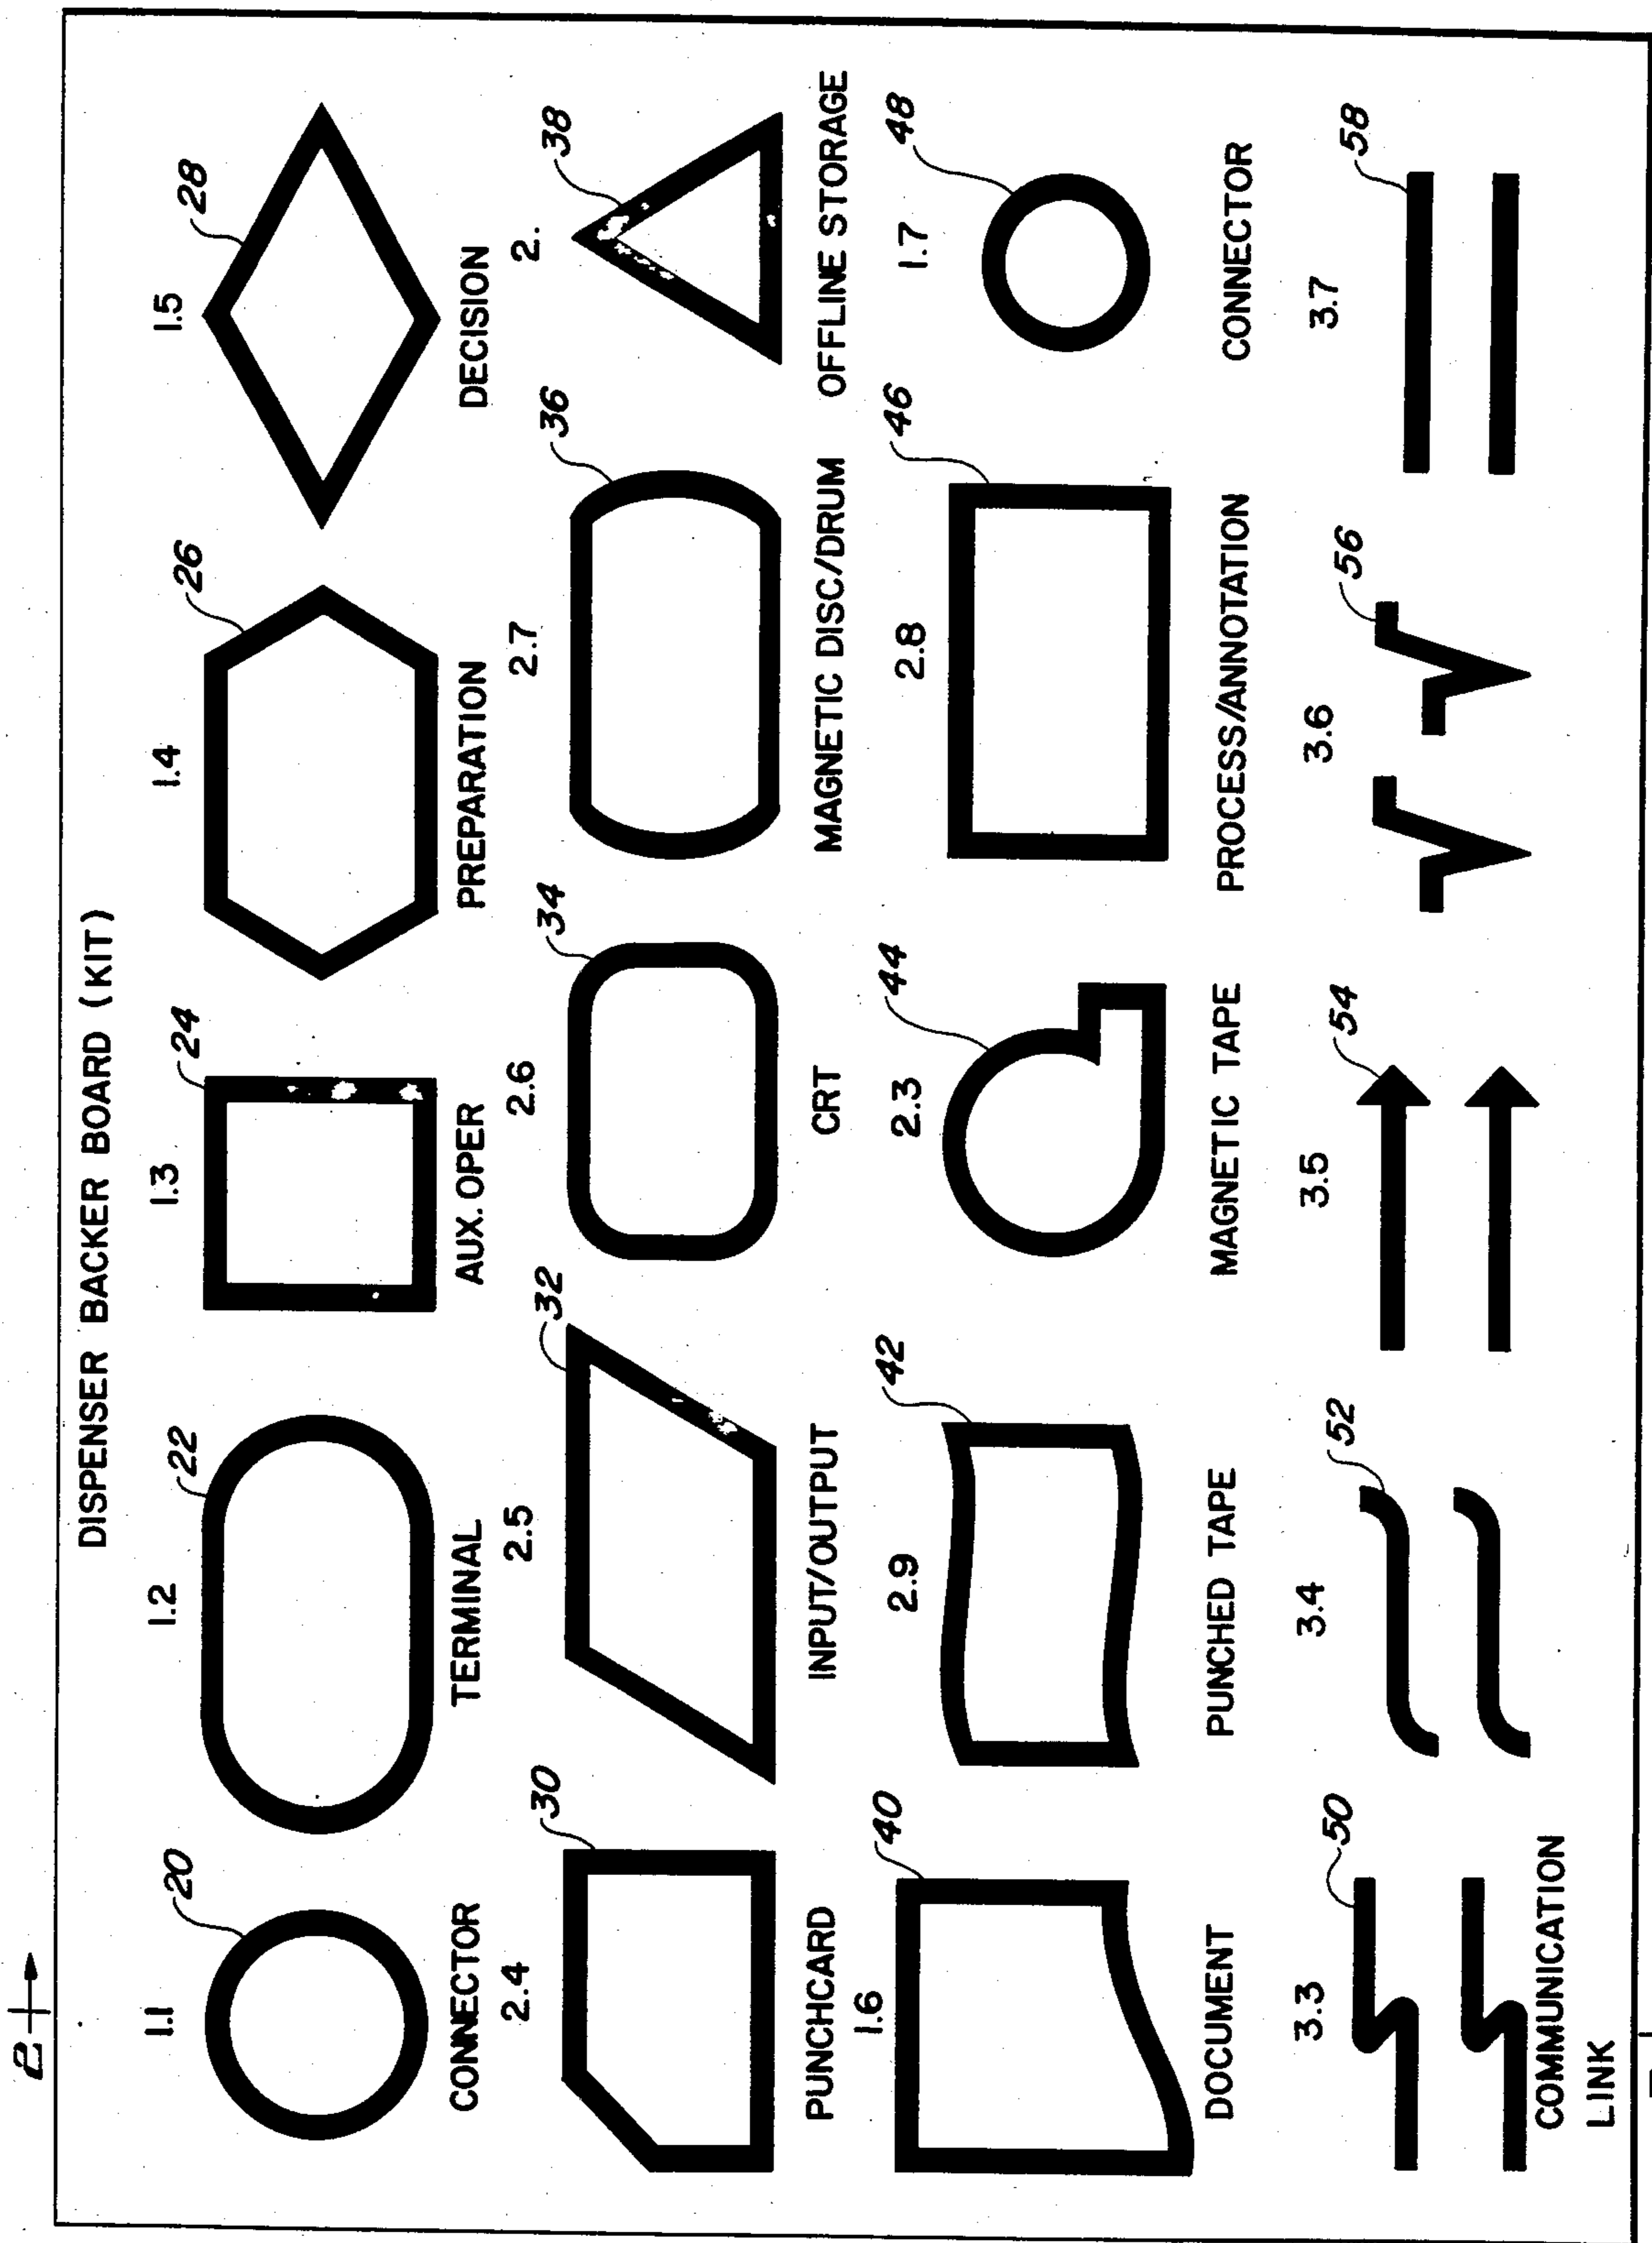 2
DISPENSER BACKER BOARD (KIT)
1.1
20
1.2
22
1.3
24
1.4
26
1.5
28
CONNECTOR
TERMINAL
AUX. OPER
PREPARATION
DECISION
2.4
30
2.5
32
2.6
34
2.7
36
2.
38
PUNCHCARD
INPUT/OUTPUT
CRT
MAGNETIC DISC/DRUM
OFFLINE STORAGE
1.6
40
2.9
42
2.3
44
2.8
46
1.7
48
DOCUMENT
PUNCHED TAPE
MAGNETIC TAPE
PROCESS/ANNOTATION
CONNECTOR
3.3
50
3.4
52
3.5
54
3.6
56
3.7
58
COMMUNICATION
LINK